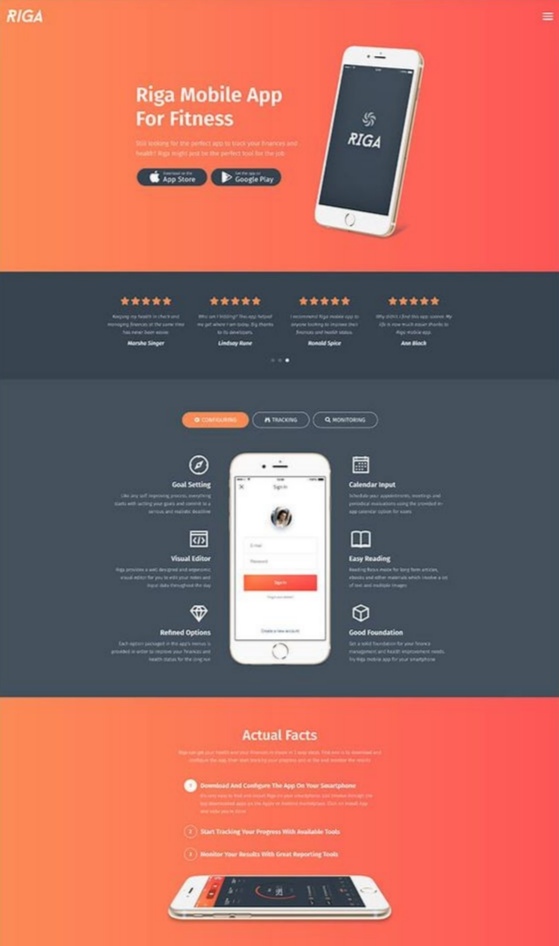 RIGA
Riga Mobile App
For Fitness
Still looking for the perfect app to track your finances and
health? Riga might just be the perfect tool for the job
RIGA
App Store
Get the app on
Google Play
Keeping my health in check and
managing finances at the same time
has never been easier
Marsha Singer
Who am I kidding? This app helped
me get where I am today. Big thanks
to its developers.
Lindsay Rune
I recommend Riga mobile app to
anyone looking to improve their
finances and health status.
Ronald Spice
Why didn't I find this app sooner. My
life is now much easier thanks to
Riga mobile app.
Ann Black
CONFIGURING
TRACKING
MONITORING
Goal Setting
Like any self improving process, everything
starts with setting your goals and commit to a
serious and realistic deadline
Visual Editor
Riga provides a well designed and ergonomic
visual editor for you to edit your notes and
input data throughout the day
Refined Options
Each option packaged in the app's menus is
provided in order to improve your finances and
health status for the long run
Sign In
E-mail
Password
Sign In
Create a new account
Calendar Input
Schedule your appointments, meetings and
periodical evaluations using the provided in-
app calendar option for
Easy Reading
Reading focus mode for long form articles,
ebooks and other materials which involve a lot
of text and multiple images
Good Foundation
Get a solid foundation for your finance
management and health improvement needs
Try Riga mobile app for your smartphone
Actual Facts
1
Download And Configure The App On Your Smartphone
2
Start Tracking Your Progress With Available Tools
3
Monitor Your Results With Great Reporting Tools